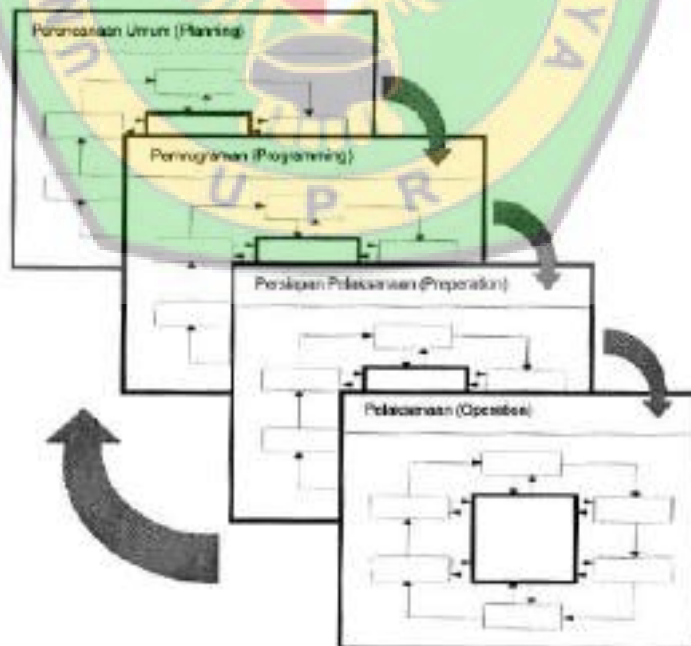 Perencanaan Umum (Planning)
Pemrograman (Programming)
U P R
Persiapan Pelaksanaan (Preparation)
Pelaksanaan (Operation)